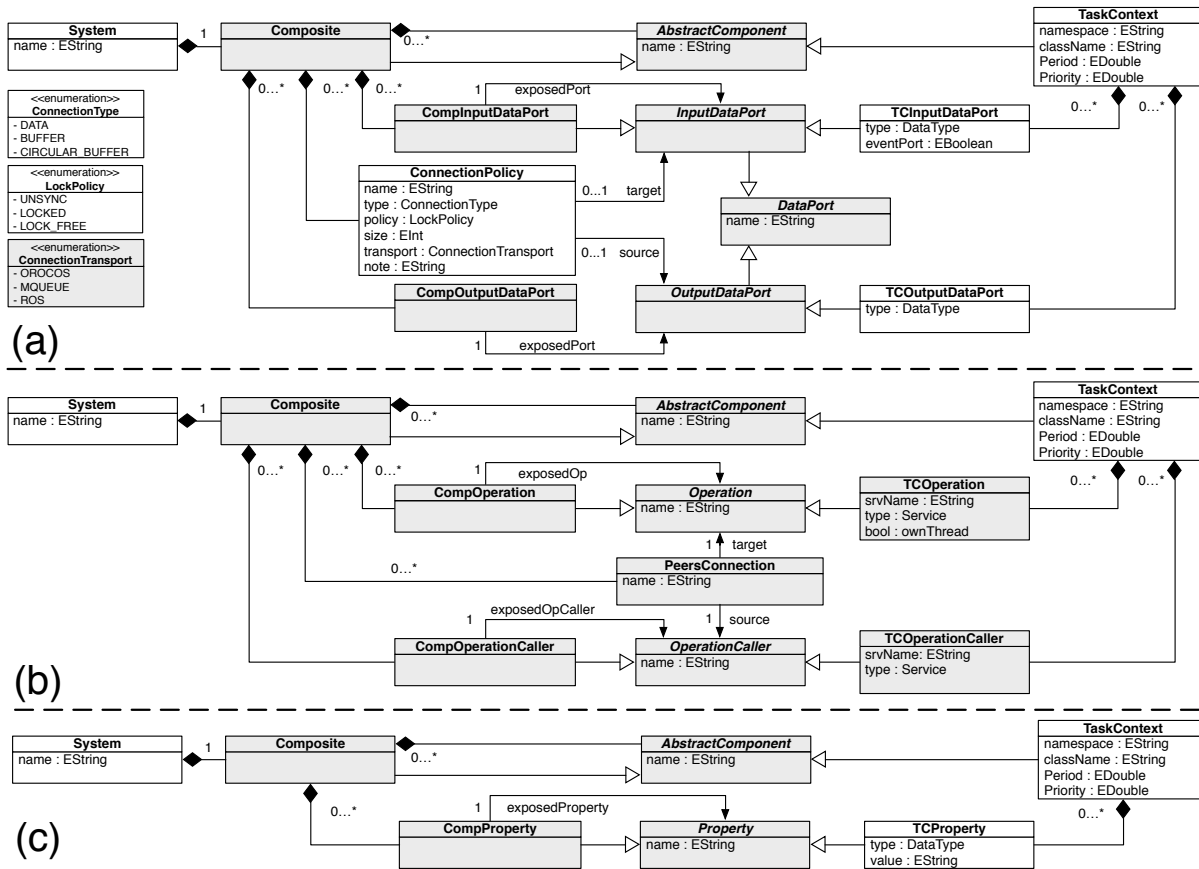 System
name : EString
1
Composite
0...*
AbstractComponent
name : EString
TaskContext
namespace : EString
className : EString
Period : EDouble
Priority : EDouble
<<enumeration>>
ConnectionType
- DATA
- BUFFER
- CIRCULAR_BUFFER
<<enumeration>>
LockPolicy
- UNSYNC
- LOCKED
- LOCK_FREE
<<enumeration>>
ConnectionTransport
- OROCOS
- MQUEUE
- ROS
0...*
0...*
0...*
1
exposedPort
0...*
0...*
CompInputDataPort
InputDataPort
TCInputDataPort
type : DataType
eventPort : EBoolean
ConnectionPolicy
name : EString
type : ConnectionType
policy : LockPolicy
size : EInt
transport : ConnectionTransport
note : EString
0...1
target
0...1
source
DataPort
name : EString
CompOutputDataPort
OutputDataPort
TCOutputDataPort
type : DataType
1
exposedPort
(a)
System
name : EString
1
Composite
0...*
AbstractComponent
name : EString
TaskContext
namespace : EString
className : EString
Period : EDouble
Priority : EDouble
0...*
0...*
0...*
1
exposedOp
0...*
0...*
CompOperation
Operation
name : EString
TCOperation
srvName : EString
type : Service
bool : ownThread
1
target
0...*
PeersConnection
name : EString
1
source
1
exposedOpCaller
CompOperationCaller
OperationCaller
name : EString
TCOperationCaller
srvName: EString
type : Service
(b)
System
name : EString
1
Composite
0...*
AbstractComponent
name : EString
TaskContext
namespace : EString
className : EString
Period : EDouble
Priority : EDouble
0...*
1
exposedProperty
0...*
CompProperty
Property
name : EString
TCProperty
type : DataType
value : EString
(c)